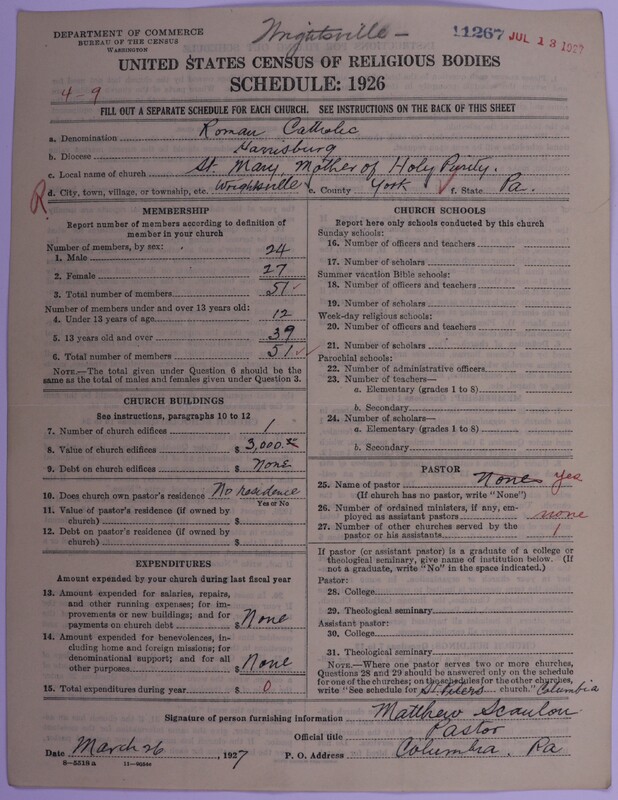 DEPARTMENT OF COMMERCE
BUREAU OF THE CENSUS
WASHINGTON
Wrightsville —
11267 JUL 13 1927
UNITED STATES CENSUS OF RELIGIOUS BODIES
SCHEDULE: 1926
4-9
FILL OUT A SEPARATE SCHEDULE FOR EACH CHURCH. SEE INSTRUCTIONS ON THE BACK OF THIS SHEET
a. Denomination Roman Catholic
b. Diocese Harrisburg
c. Local name of church St. Mary Mother of Holy Purity.
R d. City, town, village, or township, etc. Wrightsville e. County York f. State Pa.
MEMBERSHIP
Report number of members according to definition of
member in your church
Number of members, by sex:
1. Male 24
2. Female 27
3. Total number of members 51
Number of members under and over 13 years old:
4. Under 13 years of age 12
5. 13 years old and over 39
6. Total number of members 51
NOTE.—The total given under Question 6 should be
same as the total of males and females given under Question 3.
CHURCH BUILDINGS
See instructions, paragraphs 10 to 12
7. Number of church edifices 1
8. Value of church edifices $ 3,000.00
9. Debt on church edifices $ None
10. Does church own pastor's residence No residence
Yes or No
11. Value of pastor's residence (if owned by
church) $
12. Debt on pastor's residence (if owned by
church) $
EXPENDITURES
Amount expended by your church during last fiscal year
13. Amount expended for salaries, repairs,
and other running expenses; for im-
provements or new buildings; and for
payments on church debt $ None
14. Amount expended for benevolences, in-
cluding home and foreign missions; for
denominational support; and for all
other purposes $ None
15. Total expenditures during year $ 0
CHURCH SCHOOLS
Report here only schools conducted by this church
Sunday schools:
16. Number of officers and teachers
17. Number of scholars
Summer vacation Bible schools:
18. Number of officers and teachers
19. Number of scholars
Week-day religious schools:
20. Number of officers and teachers
21. Number of scholars
Parochial schools:
22. Number of administrative officers
23. Number of teachers—
a. Elementary (grades 1 to 8)
b. Secondary
24. Number of scholars—
a. Elementary (grades 1 to 8)
b. Secondary
PASTOR
25. Name of pastor None yes
(If church has no pastor, write "None")
26. Number of ordained ministers, if any, em-
ployed as assistant pastors none
27. Number of other churches served by the
pastor or his assistants 1
If pastor (or assistant pastor) is a graduate of a college or
theological seminary, give name of institution below. (If
not a graduate, write "No" in the space indicated.)
Pastor:
28. College
29. Theological seminary
Assistant pastor:
30. College
31. Theological seminary
NOTE.—Where one pastor serves two or more churches,
Questions 28 and 29 should be answered only on the schedule
for one of the churches; on the schedules for the other churches,
write "See schedule for St. Peters church." Columbia
Signature of person furnishing information Matthew Scanlon
Official title Pastor
Date March 26, 1927 P. O. Address Columbia. Pa
8-5518a